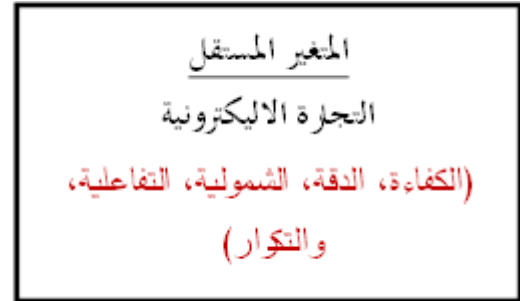 المتغير المستقل
التجارة الاليكترونية
(الكفاءة، الدقة، الشمولية، التفاعلية،
والتكرار)